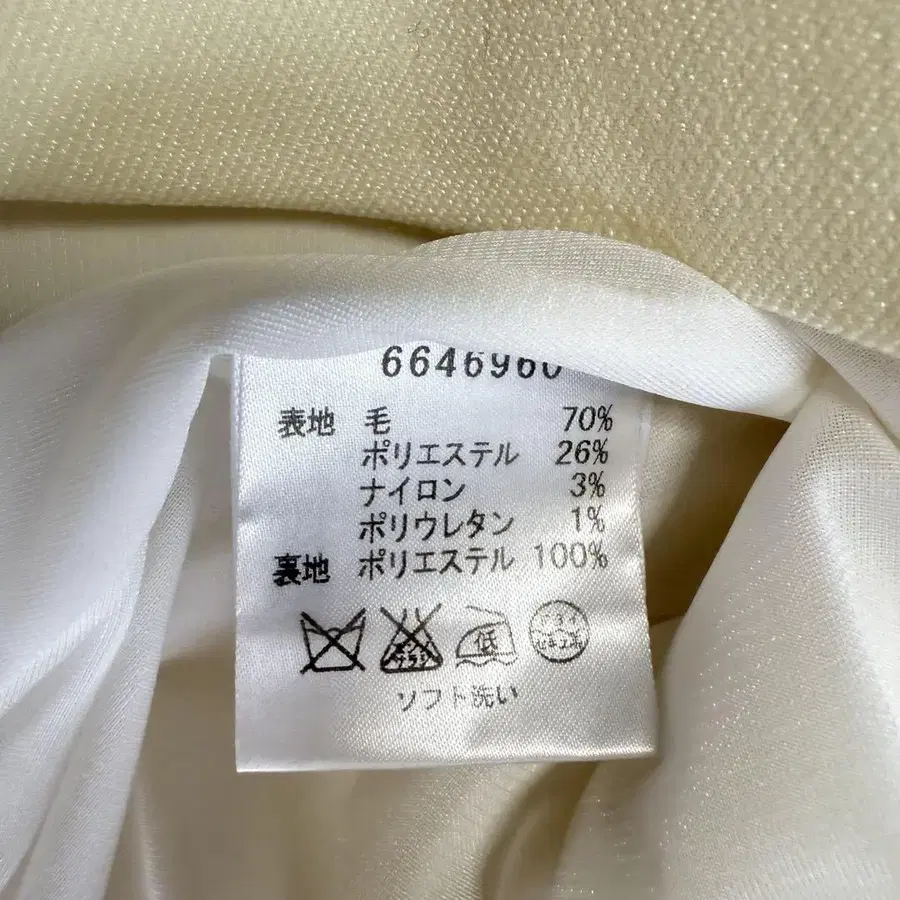 6646960
表地 毛 70%
ポリエステル 26%
ナイロン 3%
ポリウレタン 1%
裏地 ポリエステル 100%
低
ソフト洗い